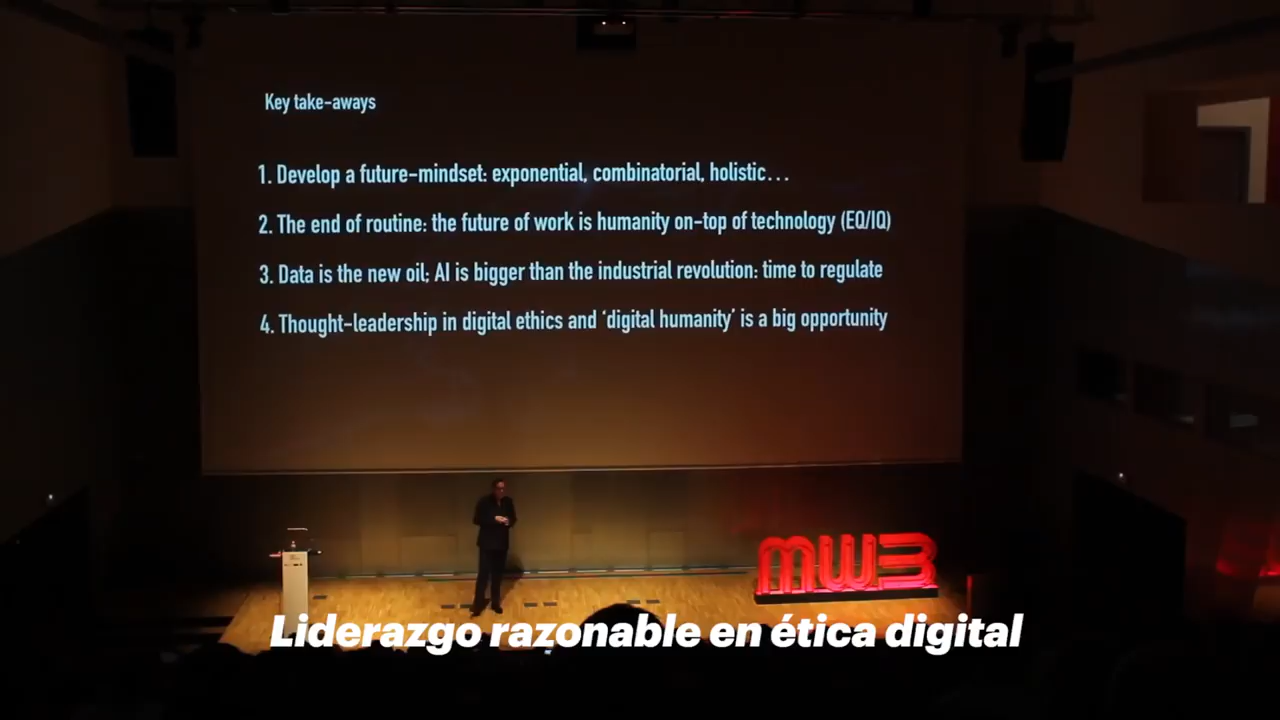 Key take-aways
1. Develop a future-mindset: exponential, combinatorial, holistic...
2. The end of routine: the future of work is humanity on-top of technology (EQ/IQ)
3. Data is the new oil; AI is bigger than the industrial revolution: time to regulate
4. Thought-leadership in digital ethics and ‘digital humanity’ is a big opportunity
MWB
Liderazgo razonable en ética digital